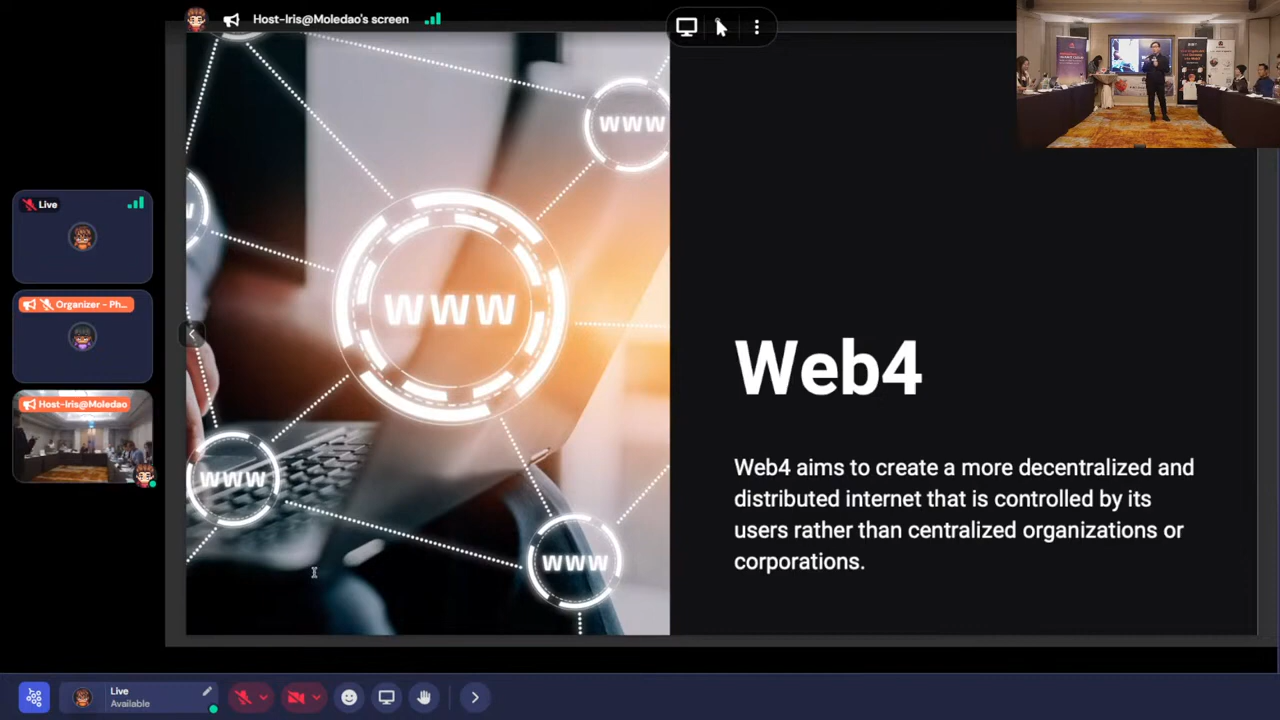 Host-Iris@Moledao's screen
Live
Organizer - Ph...
Host-Iris@Moledao
www
www
www
www
Web4
Web4 aims to create a more decentralized and
distributed internet that is controlled by its
users rather than centralized organizations or
corporations.
Live
Available